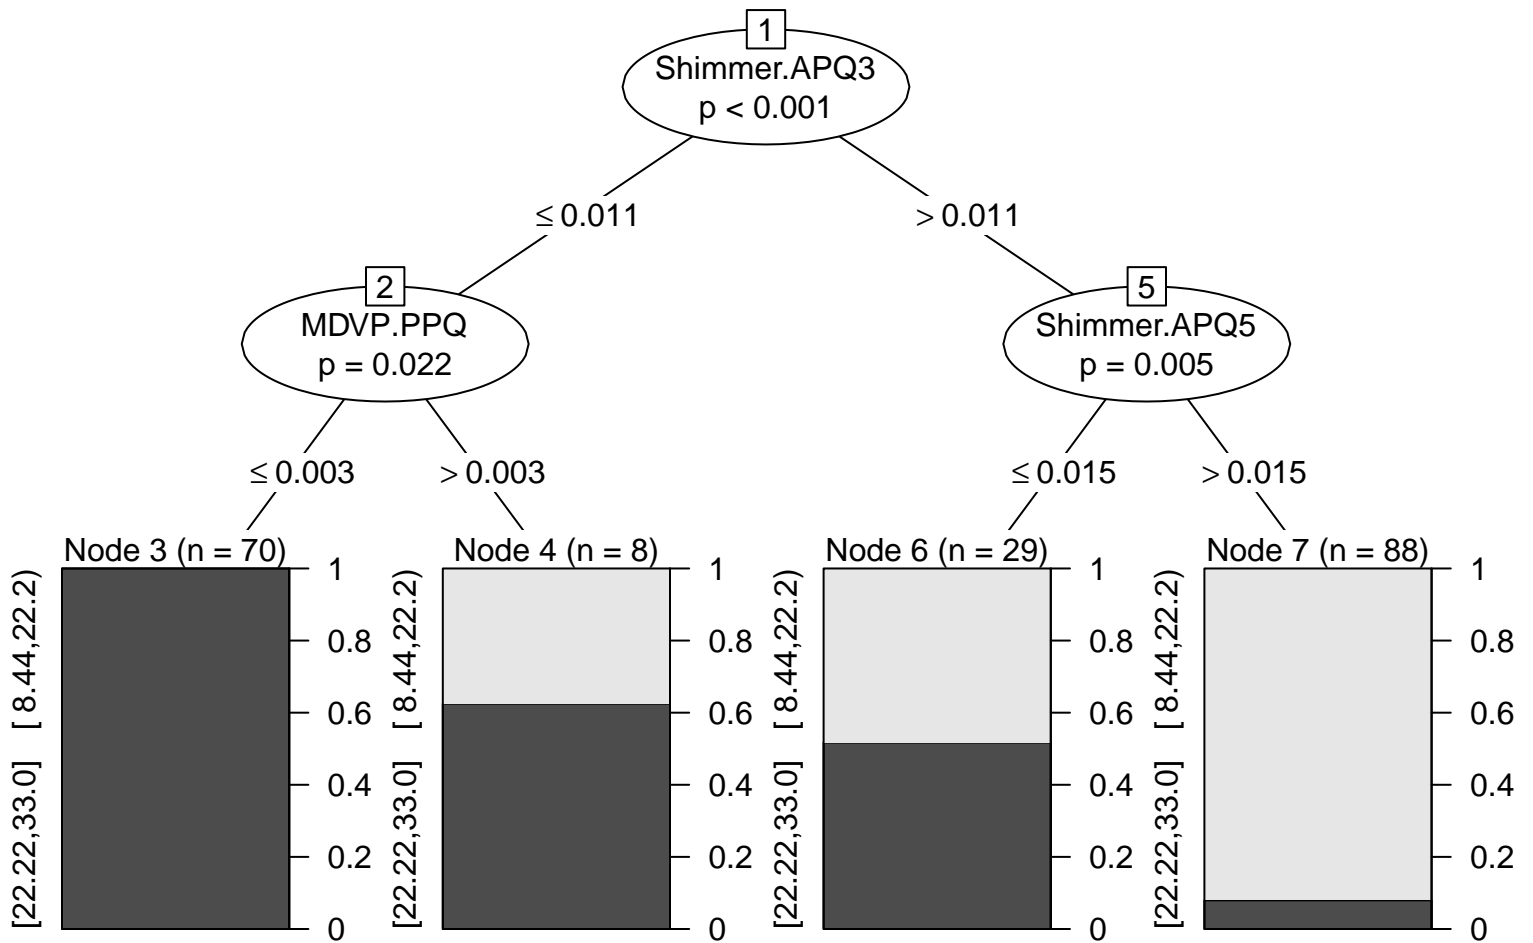 1
Shimmer.APQ3
p < 0.001
≤ 0.011
> 0.011
2
MDVP.PPQ
p = 0.022
5
Shimmer.APQ5
p = 0.005
≤ 0.003
> 0.003
≤ 0.015
> 0.015
Node 3 (n = 70)
[22.22,33.0] [ 8.44,22.2)
1
0.8
0.6
0.4
0.2
0
Node 4 (n = 8)
[22.22,33.0] [ 8.44,22.2)
1
0.8
0.6
0.4
0.2
0
Node 6 (n = 29)
[22.22,33.0] [ 8.44,22.2)
1
0.8
0.6
0.4
0.2
0
Node 7 (n = 88)
[22.22,33.0] [ 8.44,22.2)
1
0.8
0.6
0.4
0.2
0